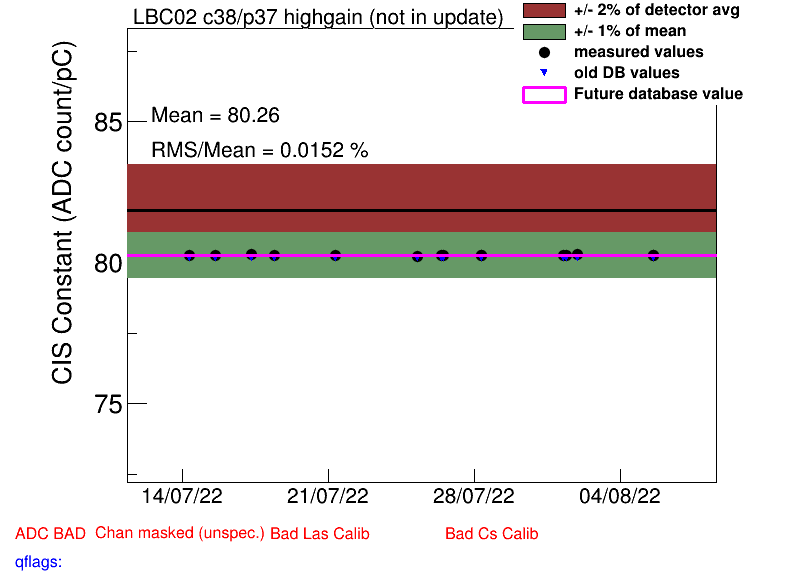 LBC02 c38/p37 highgain (not in update)
+/- 2% of detector avg
+/- 1% of mean
measured values
old DB values
Future database value
Mean = 80.26
RMS/Mean = 0.0152 %
CIS Constant (ADC count/pC)
85
80
75
14/07/22 21/07/22 28/07/22 04/08/22
ADC BAD Chan masked (unspec.) Bad Las Calib Bad Cs Calib
qflags: